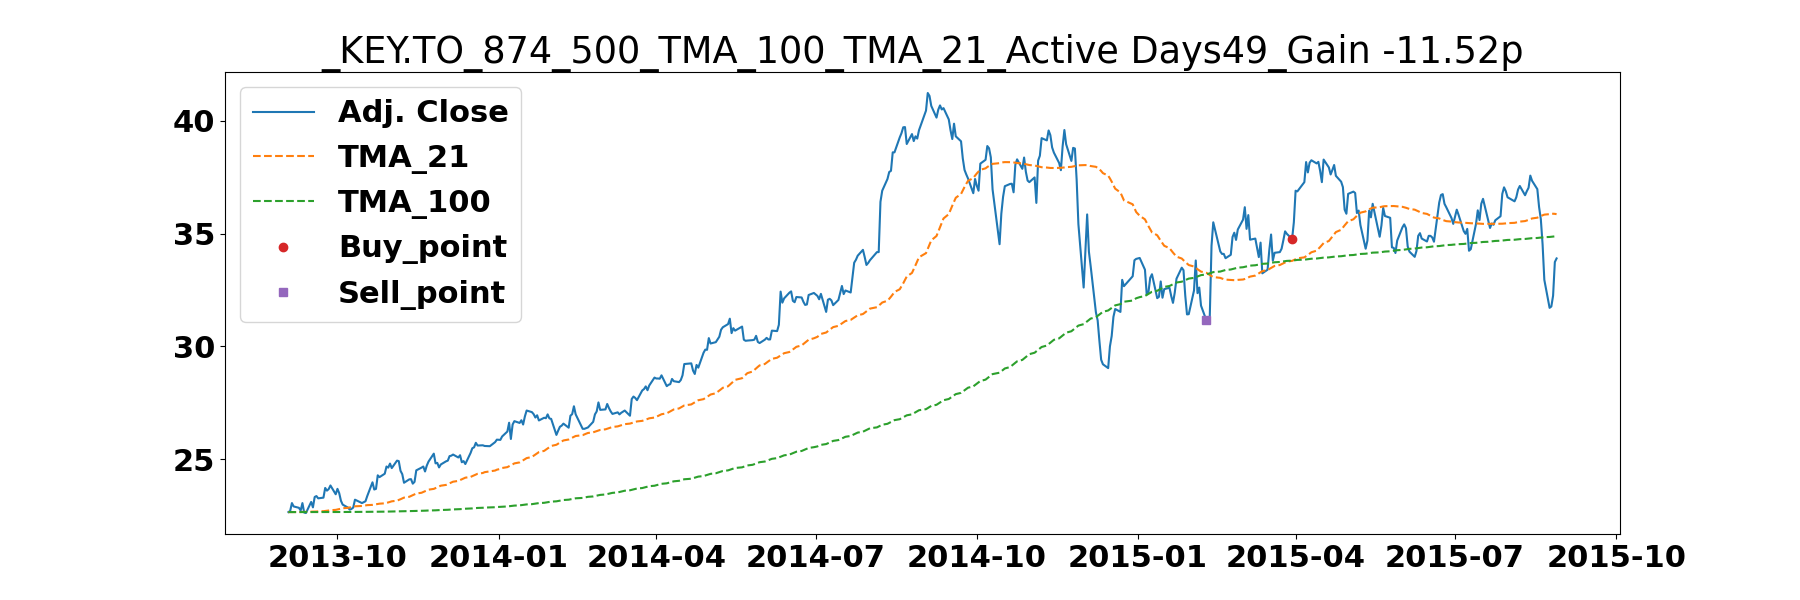 _KEY.TO_874_500_TMA_100_TMA_21_Active Days49_Gain -11.52p
Adj. Close
TMA_21
TMA_100
Buy_point
Sell_point
40
35
30
25
2013-10 2014-01 2014-04 2014-07 2014-10 2015-01 2015-04 2015-07 2015-10